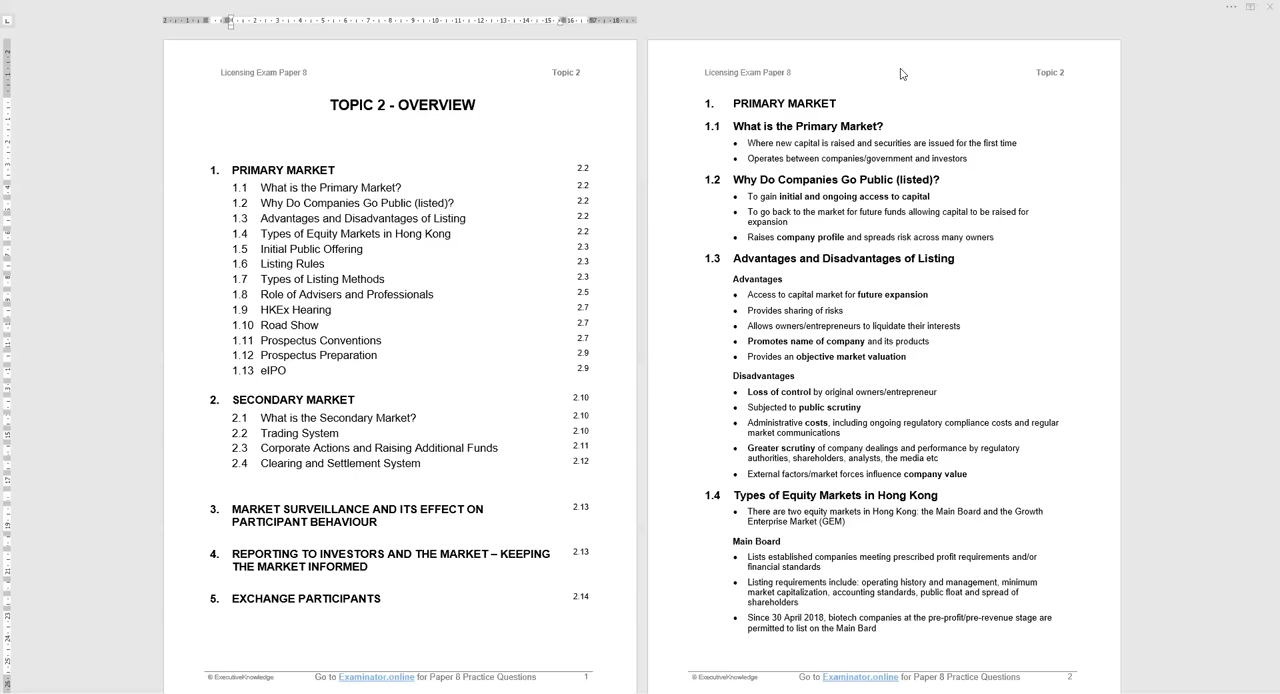 Licensing Exam Paper 8 Topic 2
TOPIC 2 - OVERVIEW
1. PRIMARY MARKET 2.2
1.1 What is the Primary Market? 2.2
1.2 Why Do Companies Go Public (listed)? 2.2
1.3 Advantages and Disadvantages of Listing 2.2
1.4 Types of Equity Markets in Hong Kong 2.2
1.5 Initial Public Offering 2.3
1.6 Listing Rules 2.3
1.7 Types of Listing Methods 2.3
1.8 Role of Advisers and Professionals 2.5
1.9 HKEx Hearing 2.7
1.10 Road Show 2.7
1.11 Prospectus Conventions 2.7
1.12 Prospectus Preparation 2.9
1.13 eIPO 2.9
2. SECONDARY MARKET 2.10
2.1 What is the Secondary Market? 2.10
2.2 Trading System 2.10
2.3 Corporate Actions and Raising Additional Funds 2.11
2.4 Clearing and Settlement System 2.12
3. MARKET SURVEILLANCE AND ITS EFFECT ON 2.13
PARTICIPANT BEHAVIOUR
4. REPORTING TO INVESTORS AND THE MARKET – KEEPING 2.13
THE MARKET INFORMED
5. EXCHANGE PARTICIPANTS 2.14
© ExecutiveKnowledge Go to Examinator.online for Paper 8 Practice Questions 1
Licensing Exam Paper 8 Topic 2
1. PRIMARY MARKET
1.1 What is the Primary Market?
• Where new capital is raised and securities are issued for the first time
• Operates between companies/government and investors
1.2 Why Do Companies Go Public (listed)?
• To gain initial and ongoing access to capital
• To go back to the market for future funds allowing capital to be raised for
expansion
• Raises company profile and spreads risk across many owners
1.3 Advantages and Disadvantages of Listing
Advantages
• Access to capital market for future expansion
• Provides sharing of risks
• Allows owners/entrepreneurs to liquidate their interests
• Promotes name of company and its products
• Provides an objective market valuation
Disadvantages
• Loss of control by original owners/entrepreneur
• Subjected to public scrutiny
• Administrative costs, including ongoing regulatory compliance costs and regular
market communications
• Greater scrutiny of company dealings and performance by regulatory
authorities, shareholders, analysts, the media etc
• External factors/market forces influence company value
1.4 Types of Equity Markets in Hong Kong
• There are two equity markets in Hong Kong: the Main Board and the Growth
Enterprise Market (GEM)
Main Board
• Lists established companies meeting prescribed profit requirements and/or
financial standards
• Listing requirements include: operating history and management, minimum
market capitalization, accounting standards, public float and spread of
shareholders
• Since 30 April 2018, biotech companies at the pre-profit/pre-revenue stage are
permitted to list on the Main Bard
© ExecutiveKnowledge Go to Examinator.online for Paper 8 Practice Questions 2